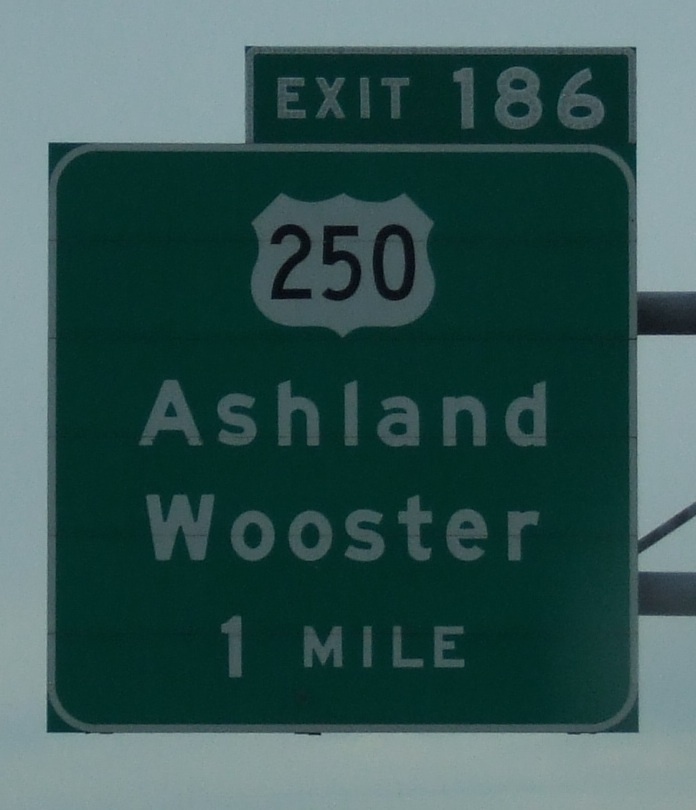 EXIT 186
250
Ashland
Wooster
1 MILE